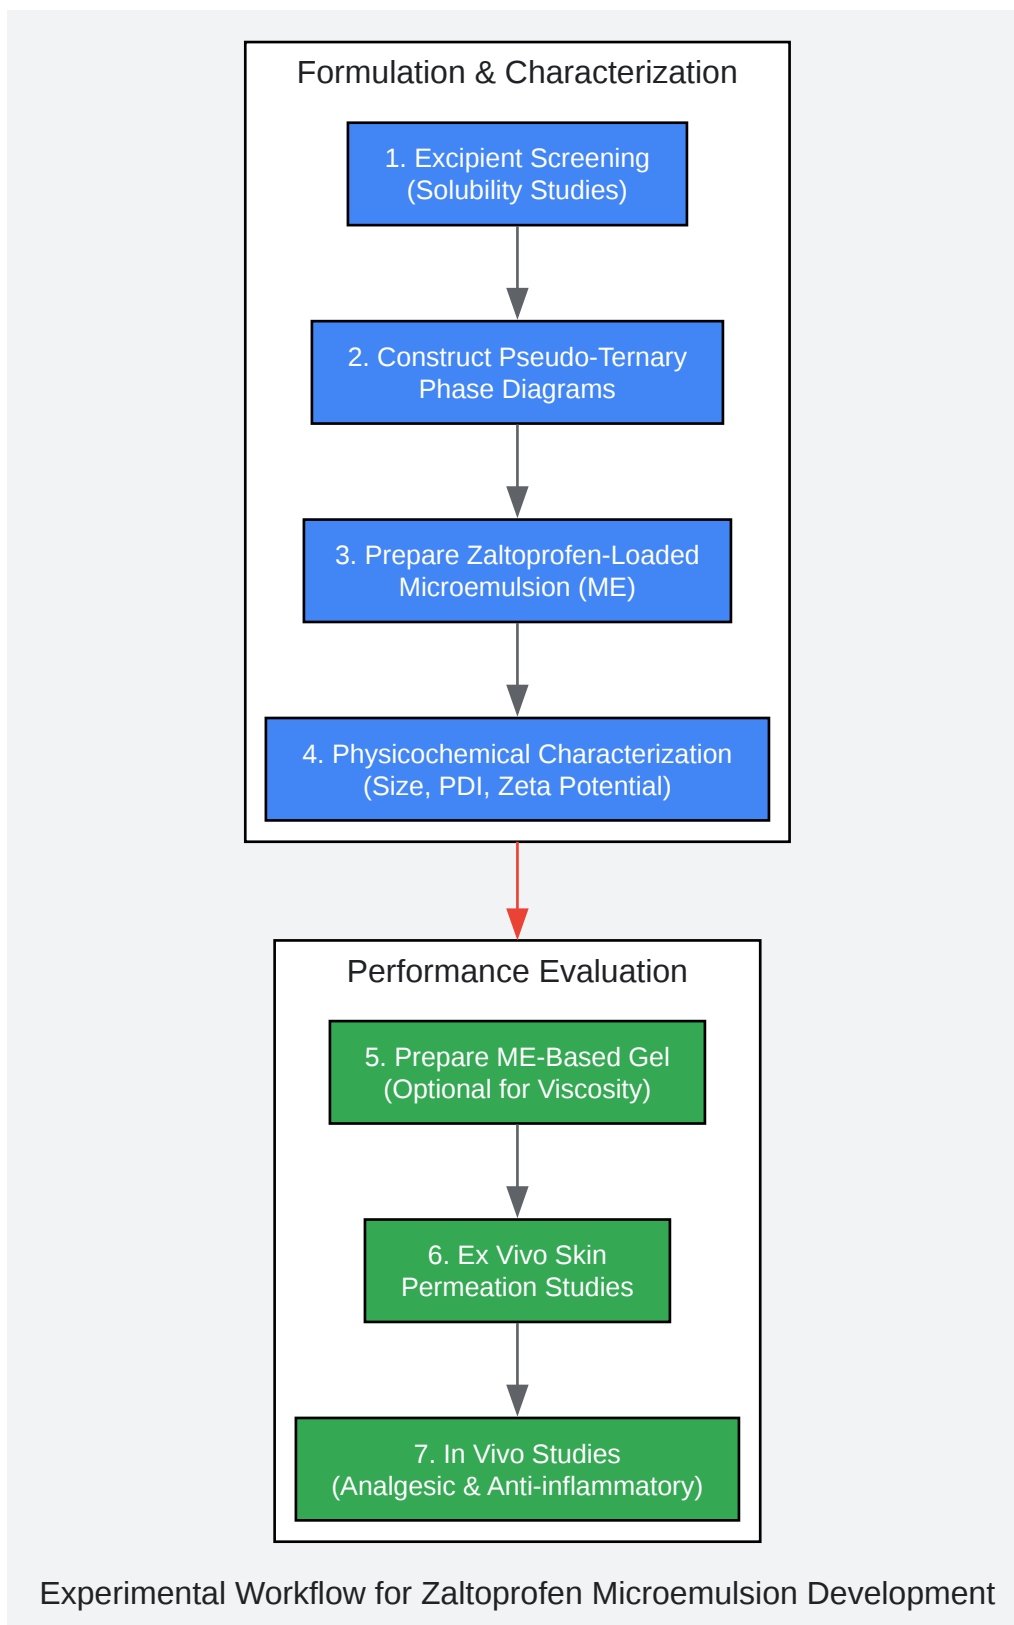 Formulation & Characterization
1. Excipient Screening
(Solubility Studies)
2. Construct Pseudo-Ternary
Phase Diagrams
3. Prepare Zaltoprofen-Loaded
Microemulsion (ME)
4. Physicochemical Characterization
(Size, PDI, Zeta Potential)
Performance Evaluation
5. Prepare ME-Based Gel
(Optional for Viscosity)
6. Ex Vivo Skin
Permeation Studies
7. In Vivo Studies
(Analgesic & Anti-inflammatory)
Experimental Workflow for Zaltoprofen Microemulsion Development